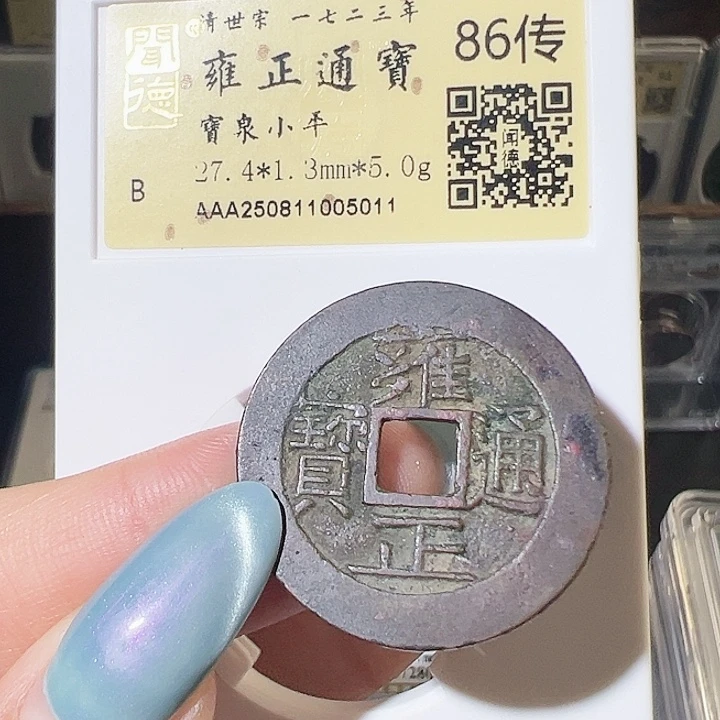 聞德
清世宗 一七二三年
雍正通寶
寶泉小平
27.4*1.3mm*5.0g
B
AAA250811005011
86传
闻德
雍正通寶